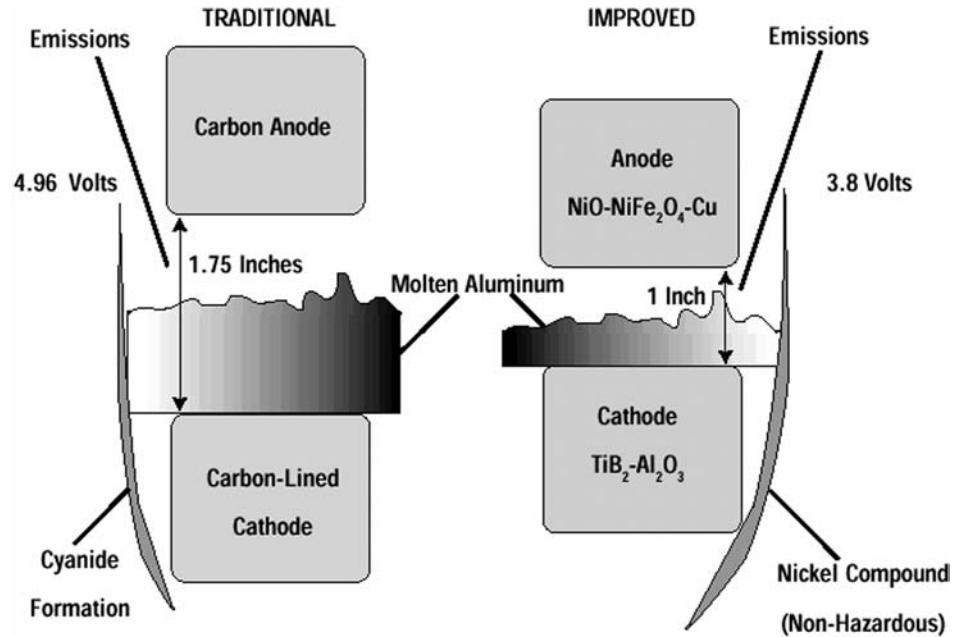 TRADITIONAL
Emissions
Carbon Anode
4.96 Volts
1.75 Inches
Molten Aluminum
Carbon-Lined
Cathode
Cyanide
Formation
IMPROVED
Emissions
Anode
NiO-NiFe₂O₄-Cu
3.8 Volts
1 Inch
Cathode
TiB₂-Al₂O₃
Nickel Compound
(Non-Hazardous)